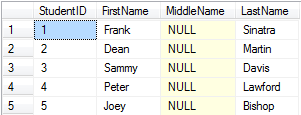 StudentID FirstName MiddleName LastName
1 1 Frank NULL Sinatra
2 2 Dean NULL Martin
3 3 Sammy NULL Davis
4 4 Peter NULL Lawford
5 5 Joey NULL Bishop